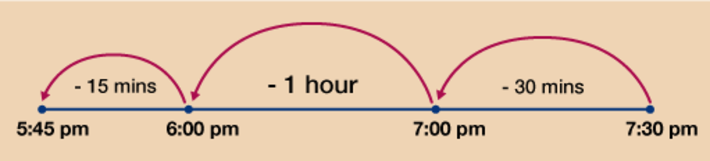 - 15 mins - 1 hour - 30 mins
5:45 pm 6:00 pm 7:00 pm 7:30 pm